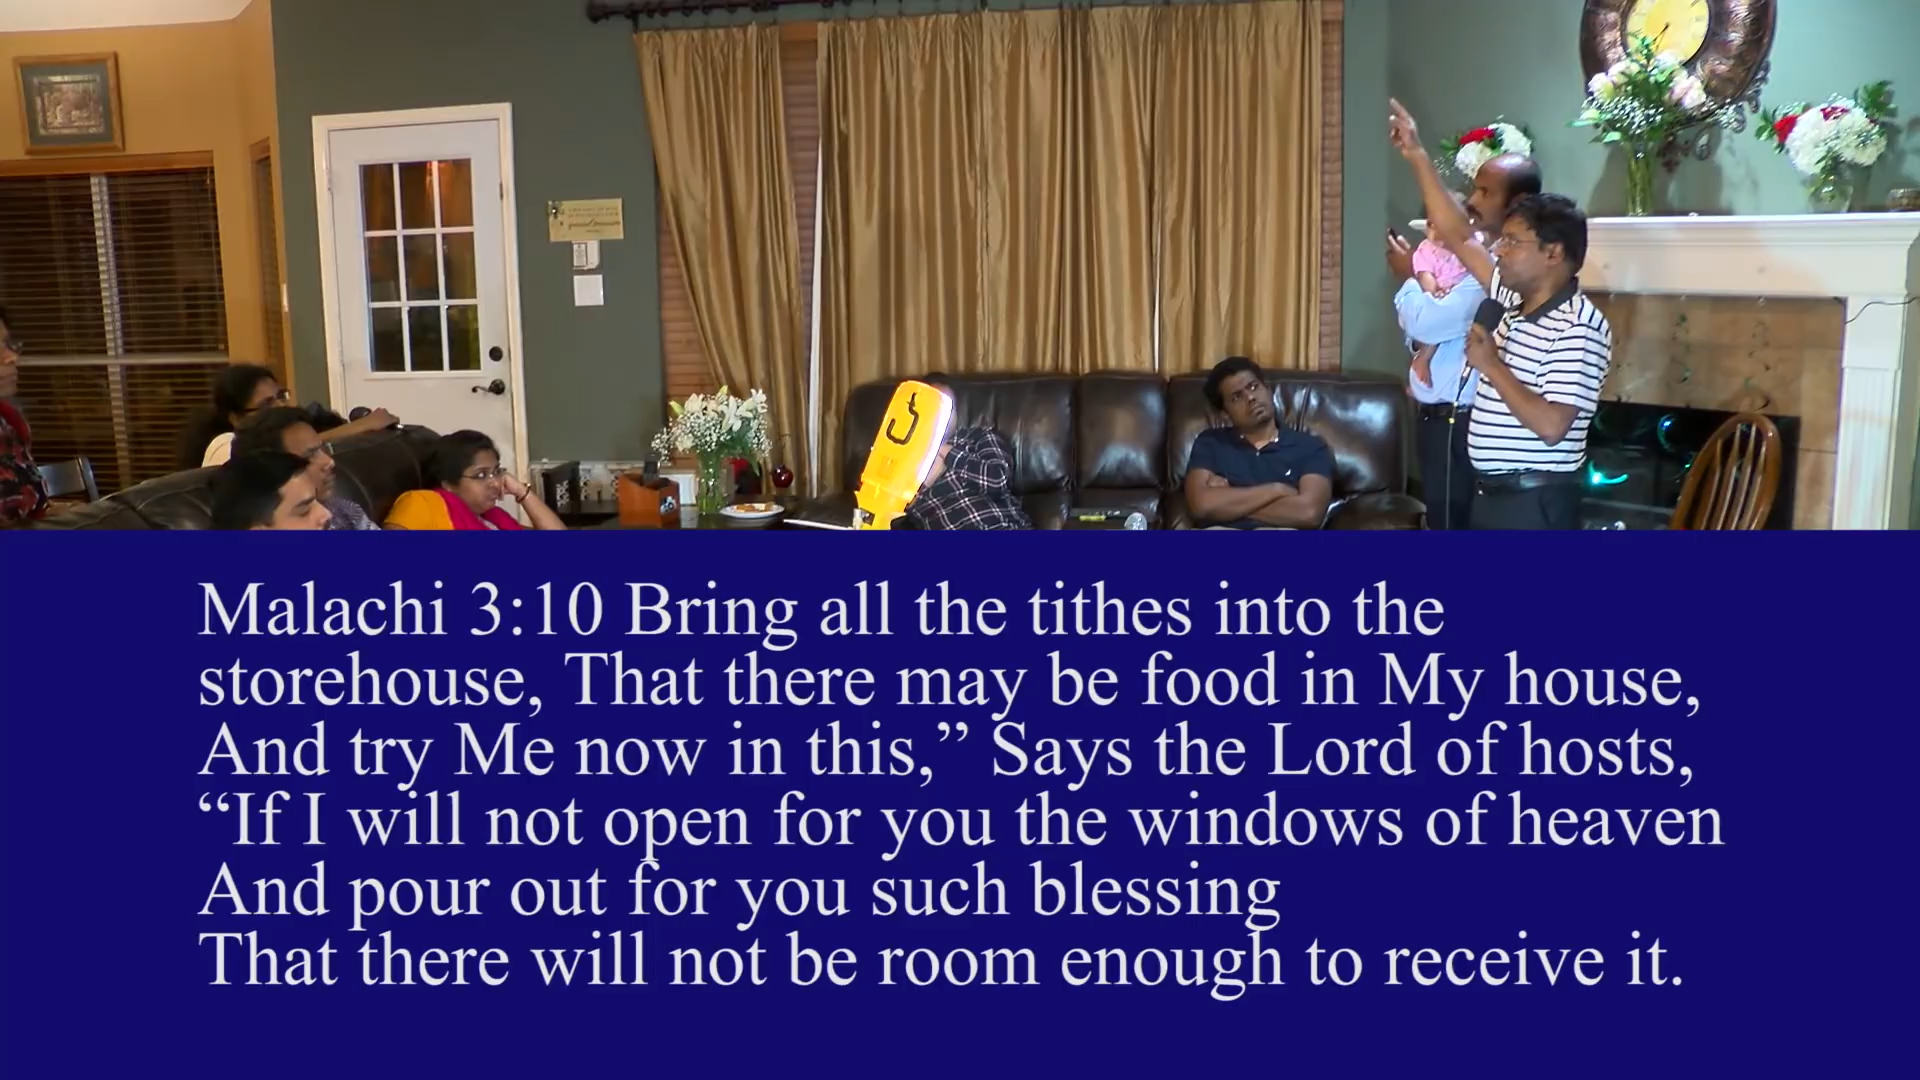 Malachi 3:10 Bring all the tithes into the
storehouse, That there may be food in My house,
And try Me now in this,” Says the Lord of hosts,
“If I will not open for you the windows of heaven
And pour out for you such blessing
That there will not be room enough to receive it.